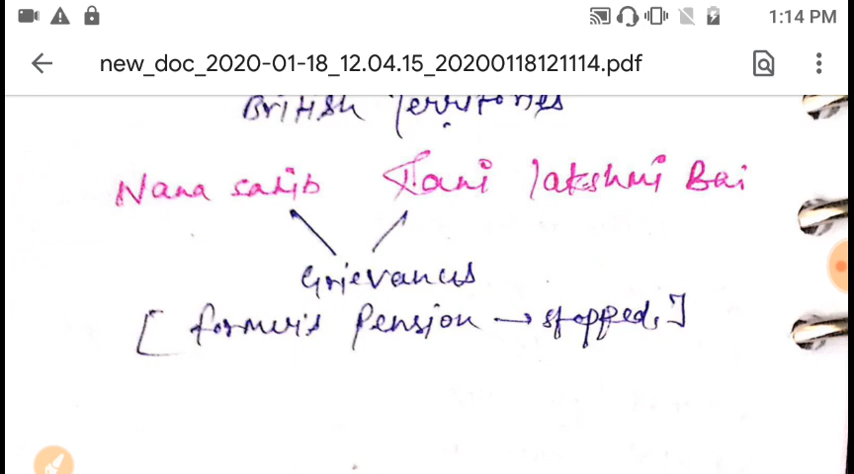 1:14 PM
new_doc_2020-01-18_12.04.15_20200118121114.pdf
British Territories
Nana sahib Rani lakshmi Bai
Grievances
[ former's Pension → stopped. ]